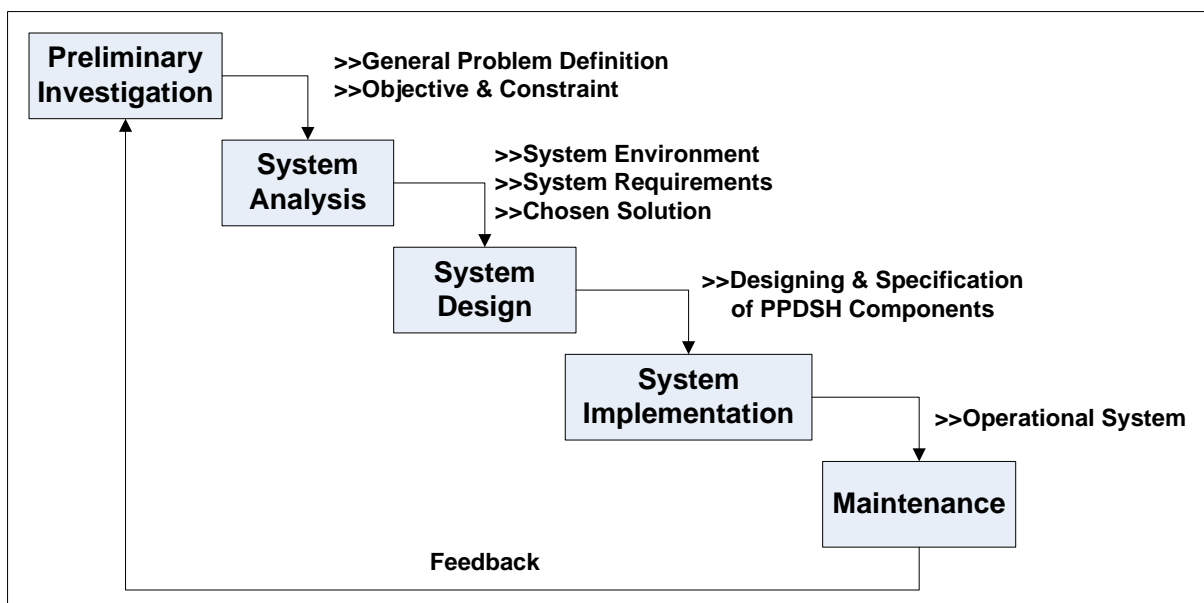 Preliminary
Investigation
>>General Problem Definition
>>Objective & Constraint
System
Analysis
>>System Environment
>>System Requirements
>>Chosen Solution
System
Design
>>Designing & Specification
of PPDSH Components
System
Implementation
>>Operational System
Maintenance
Feedback